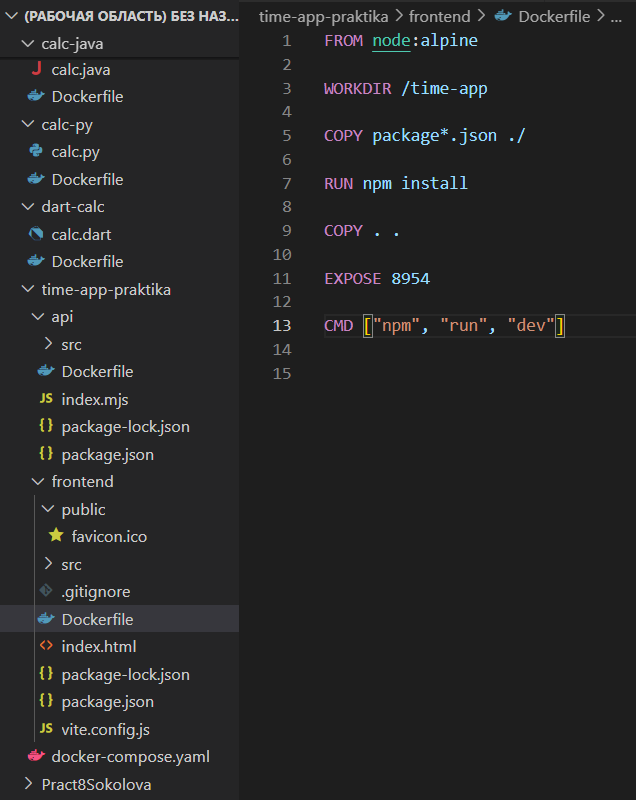 (РАБОЧАЯ ОБЛАСТЬ) БЕЗ НАЗ...
calc-java
calc.java
Dockerfile
calc-py
calc.py
Dockerfile
dart-calc
calc.dart
Dockerfile
time-app-praktika
api
src
Dockerfile
JS index.mjs
{} package-lock.json
{} package.json
frontend
public
favicon.ico
src
.gitignore
Dockerfile
<> index.html
{} package-lock.json
{} package.json
JS vite.config.js
docker-compose.yaml
Pract8Sokolova
time-app-praktika > frontend > Dockerfile > ...
1 FROM node:alpine
2
3 WORKDIR /time-app
4
5 COPY package*.json ./
6
7 RUN npm install
8
9 COPY . .
10
11 EXPOSE 8954
12
13 CMD ["npm", "run", "dev"]
14
15